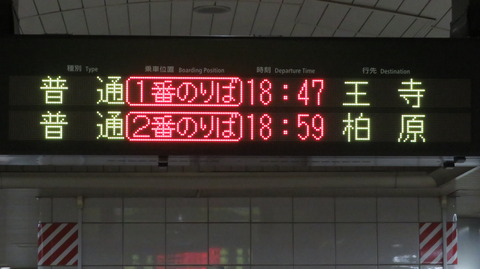 種別 Type 乗車位置 Boarding Position 時刻 Departure Time 行先 Destination
普通 1番のりば 18:47 王寺
普通 2番のりば 18:59 柏原